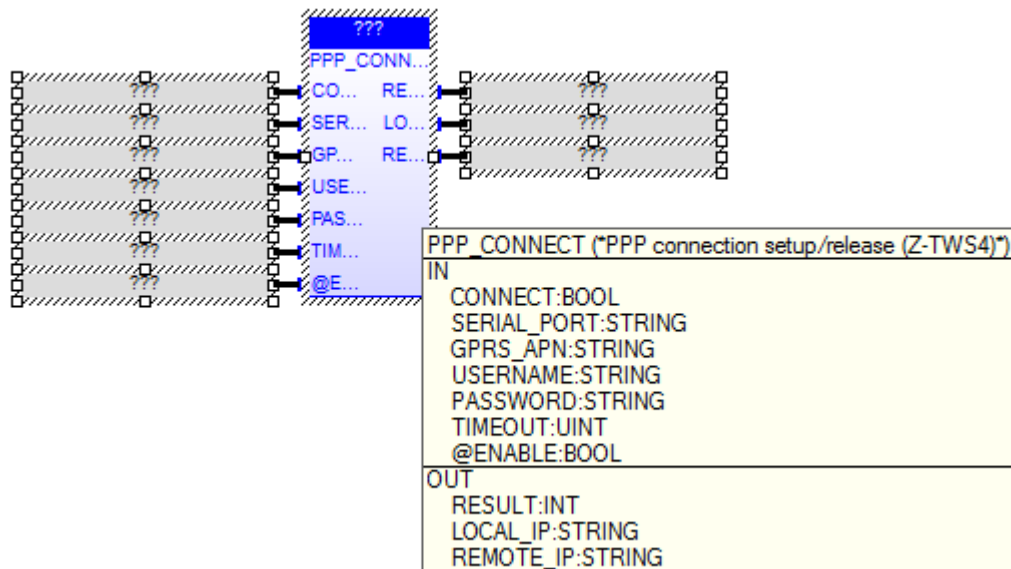 ???
PPP_CONN...
??? CO... RE... ???
??? SER... LO... ???
??? GP... RE... ???
??? USE...
??? PAS...
??? TIM...
??? @E...
PPP_CONNECT (*PPP connection setup/release (Z-TWS4)*)
IN
CONNECT:BOOL
SERIAL_PORT:STRING
GPRS_APN:STRING
USERNAME:STRING
PASSWORD:STRING
TIMEOUT:UINT
@ENABLE:BOOL
OUT
RESULT:INT
LOCAL_IP:STRING
REMOTE_IP:STRING